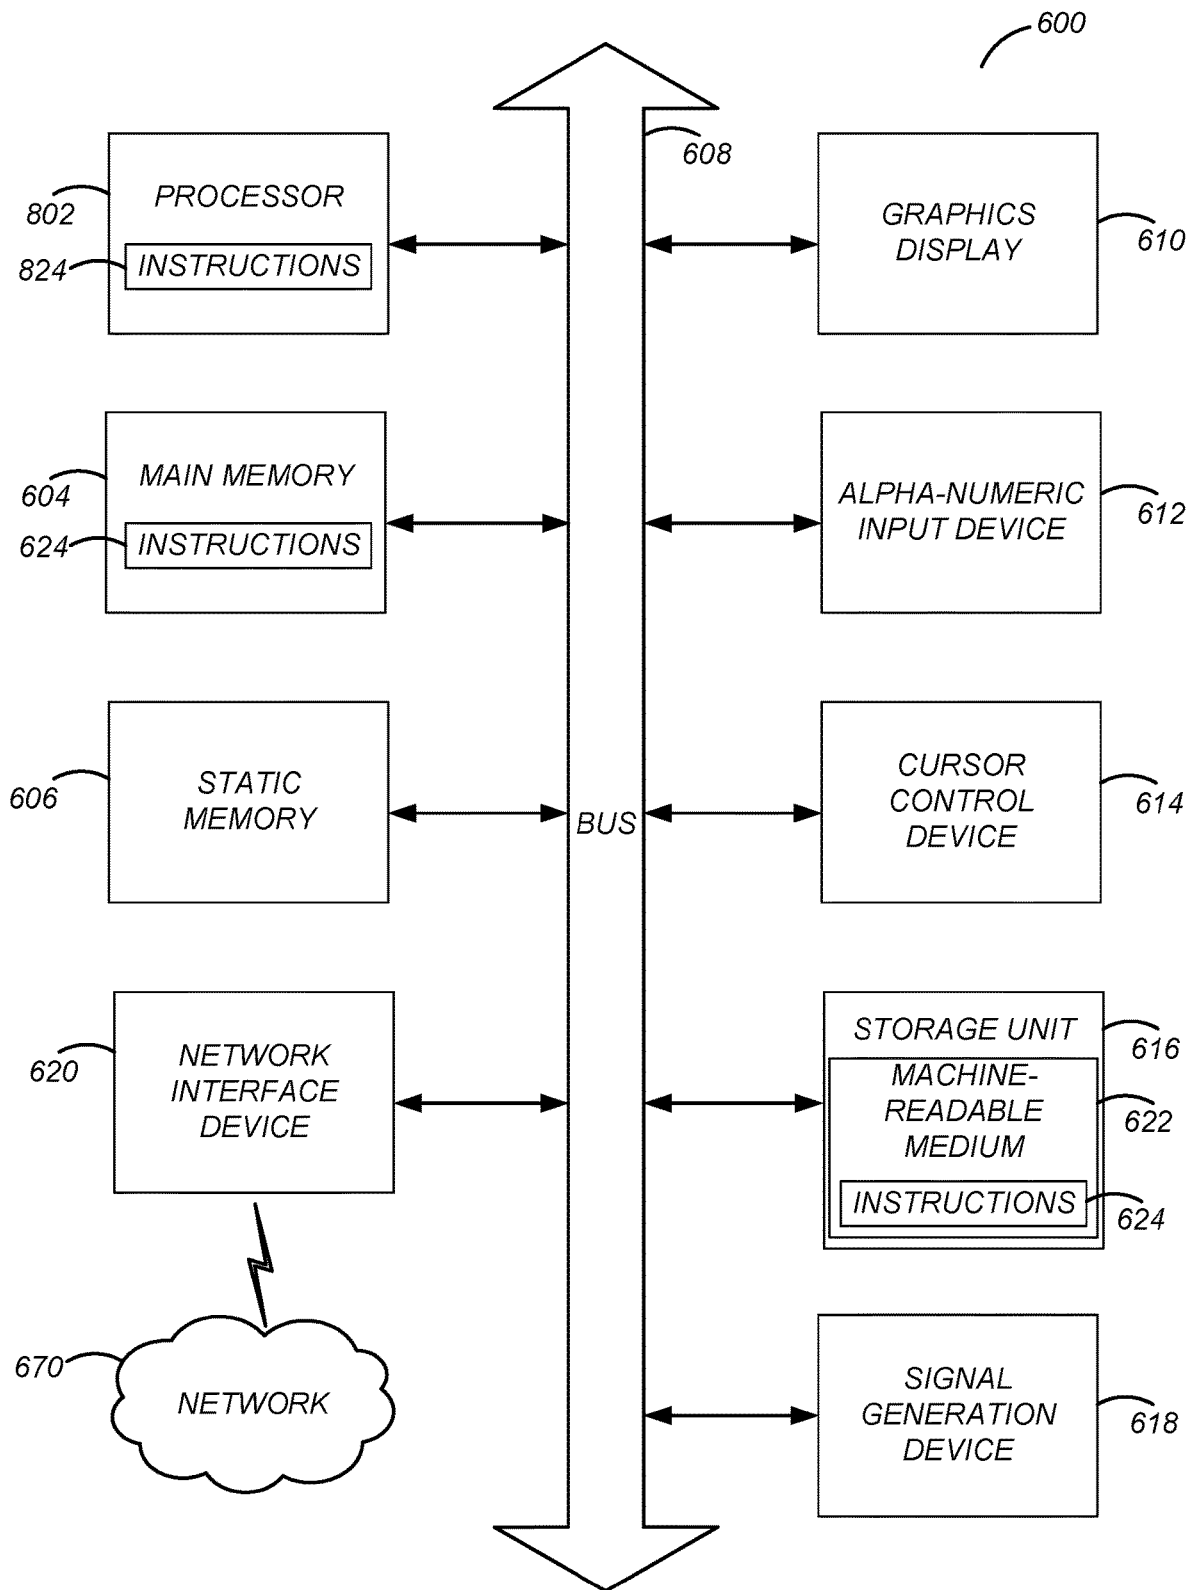 600
608
802
PROCESSOR
824
INSTRUCTIONS
GRAPHICS
DISPLAY
610
604
MAIN MEMORY
624
INSTRUCTIONS
ALPHA-NUMERIC
INPUT DEVICE
612
606
STATIC
MEMORY
BUS
CURSOR
CONTROL
DEVICE
614
620
NETWORK
INTERFACE
DEVICE
STORAGE UNIT
616
MACHINE-
READABLE
MEDIUM
622
INSTRUCTIONS
624
670
NETWORK
SIGNAL
GENERATION
DEVICE
618